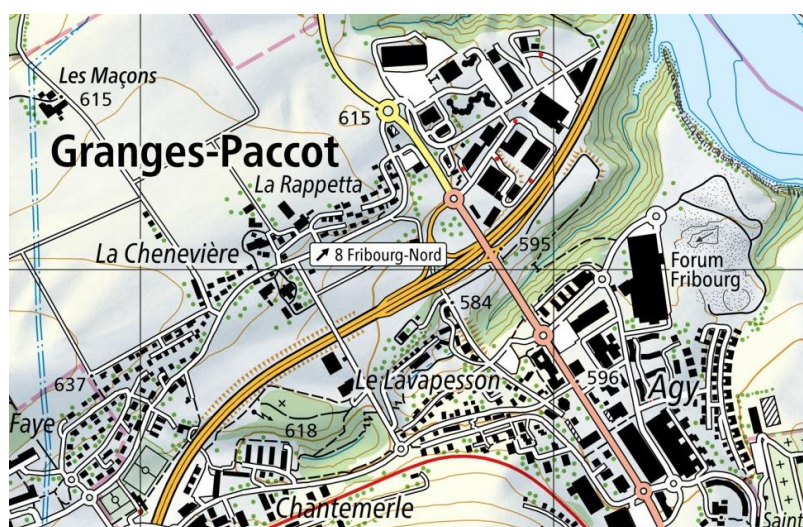 Les Maçons
615
615
Granges-Paccot
La Rappetta
La Chenevière
8 Fribourg-Nord
595
Forum
Fribourg
584
637
Le Lavapesson
596
Agy
Faye
618
Chantemerle
Saint